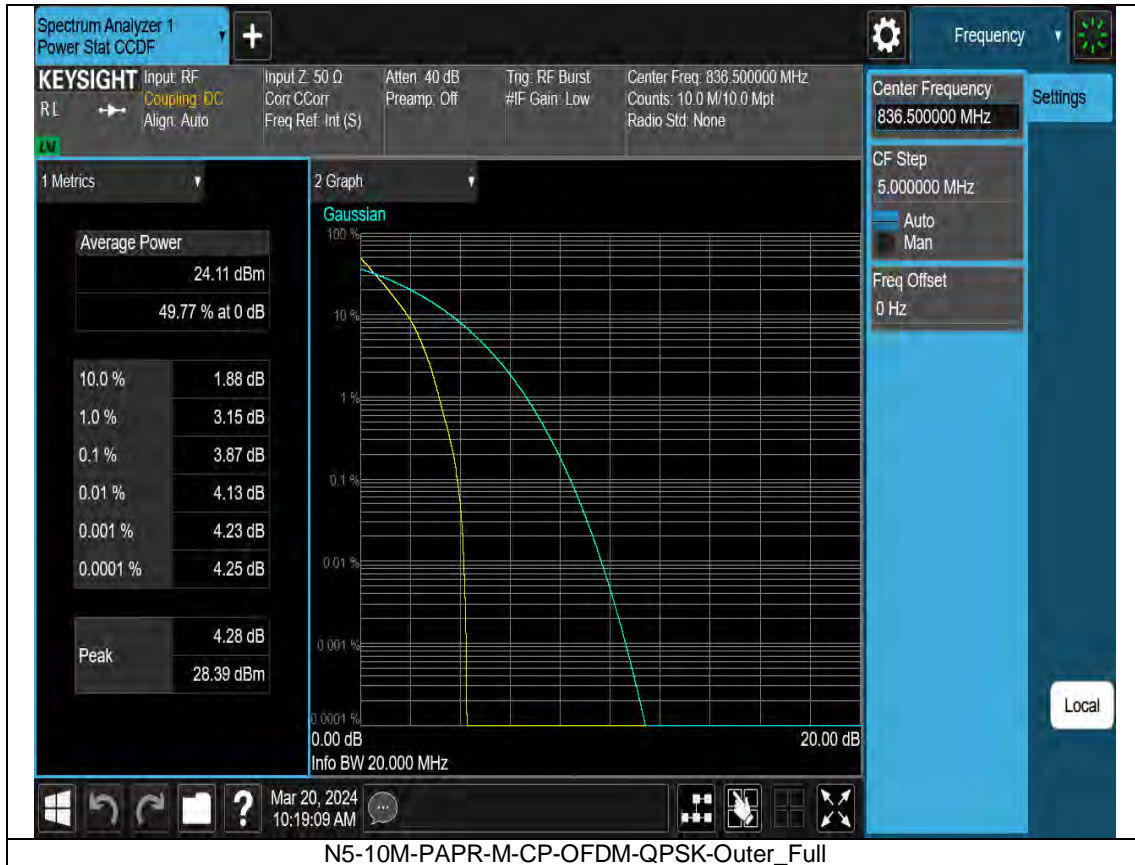 Spectrum Analyzer 1
Power Stat CCDF
Frequency
KEYSIGHT
RL
LXI
Input: RF
Coupling: DC
Align: Auto
Input Z: 50 Ω
Corr CCorr
Freq Ref: Int (S)
Atten: 40 dB
Preamp: Off
Trig: RF Burst
#IF Gain: Low
Center Freq: 836.500000 MHz
Counts: 10.0 M/10.0 Mpt
Radio Std: None
Center Frequency
836.500000 MHz
Settings
CF Step
5.000000 MHz
Auto
Man
Freq Offset
0 Hz
Local
1 Metrics
Average Power
24.11 dBm
49.77 % at 0 dB
10.0 % 1.88 dB
1.0 % 3.15 dB
0.1 % 3.87 dB
0.01 % 4.13 dB
0.001 % 4.23 dB
0.0001 % 4.25 dB
Peak
4.28 dB
28.39 dBm
2 Graph
Gaussian
100 %
10 %
1 %
0.1 %
0.01 %
0.001 %
0.0001 %
0.00 dB
20.00 dB
Info BW 20.000 MHz
?
Mar 20, 2024
10:19:09 AM
N5-10M-PAPR-M-CP-OFDM-QPSK-Outer_Full